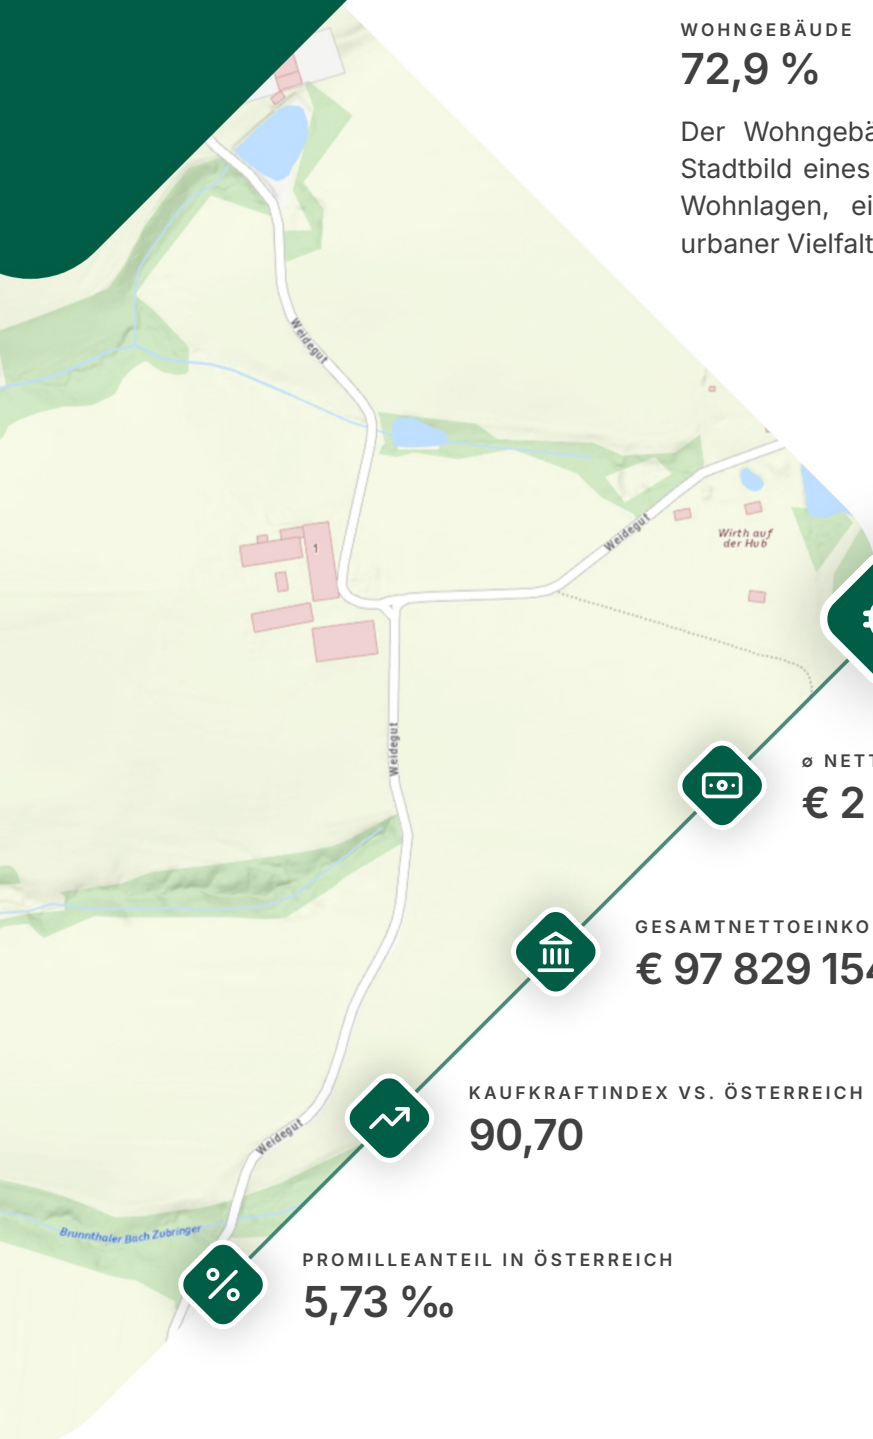 WOHNGEBÄUDE
72,9 %
Der Wohngebä
Stadtbild eines
Wohnlagen, ei
urbaner Vielfalt
Weidegut
1
Weidegut
Wirth auf
der Hub
Weidegut
ø NETT
€ 2
GESAMTNETTOEINKO
€ 97 829 154
KAUFKRAFTINDEX VS. ÖSTERREICH
90,70
Weidegut
Brunnthaler Bach Zubringer
PROMILLEANTEIL IN ÖSTERREICH
5,73 ‰